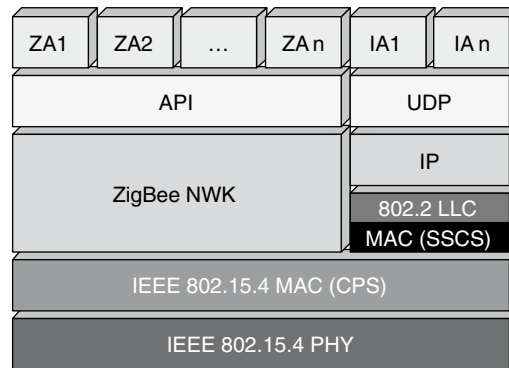 ZA1 ZA2 … ZA n IA1 IA n
API UDP
ZigBee NWK
IP
802.2 LLC
MAC (SSCS)
IEEE 802.15.4 MAC (CPS)
IEEE 802.15.4 PHY